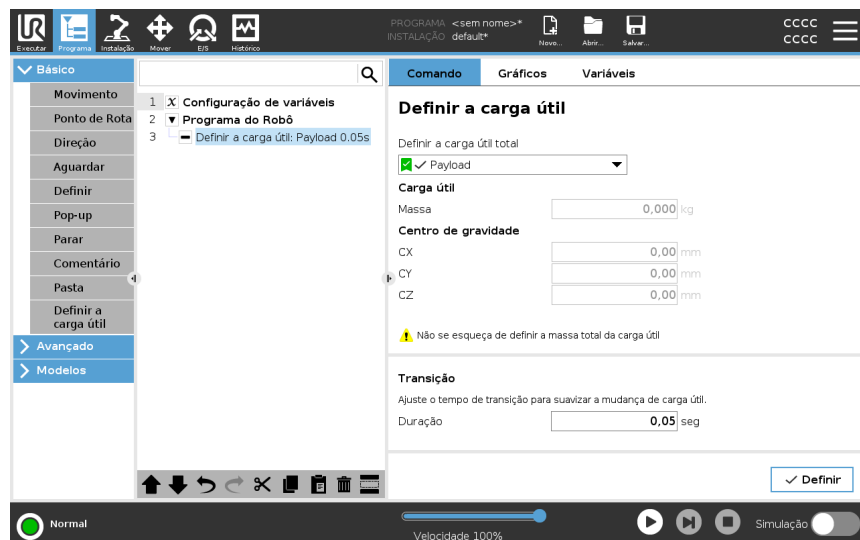 UR
Executar
Programa
Instalação
Mover
E/S
Histórico
PROGRAMA <sem nome>*
INSTALAÇÃO default*
Novo...
Abrir...
Salvar...
cccc
cccc
Básico
Movimento
Ponto de Rota
Direção
Aguardar
Definir
Pop-up
Parar
Comentário
Pasta
Definir a
carga útil
Avançado
Modelos
1 X Configuração de variáveis
2 Programa do Robô
3 Definir a carga útil: Payload 0.05s
Comando Gráficos Variáveis
Definir a carga útil
Definir a carga útil total
Payload
Carga útil
Massa 0,000 kg
Centro de gravidade
CX 0,00 mm
CY 0,00 mm
CZ 0,00 mm
Não se esqueça de definir a massa total da carga útil
Transição
Ajuste o tempo de transição para suavizar a mudança de carga útil.
Duração 0,05 seg
Definir
Normal
Velocidade 100%
Simulação